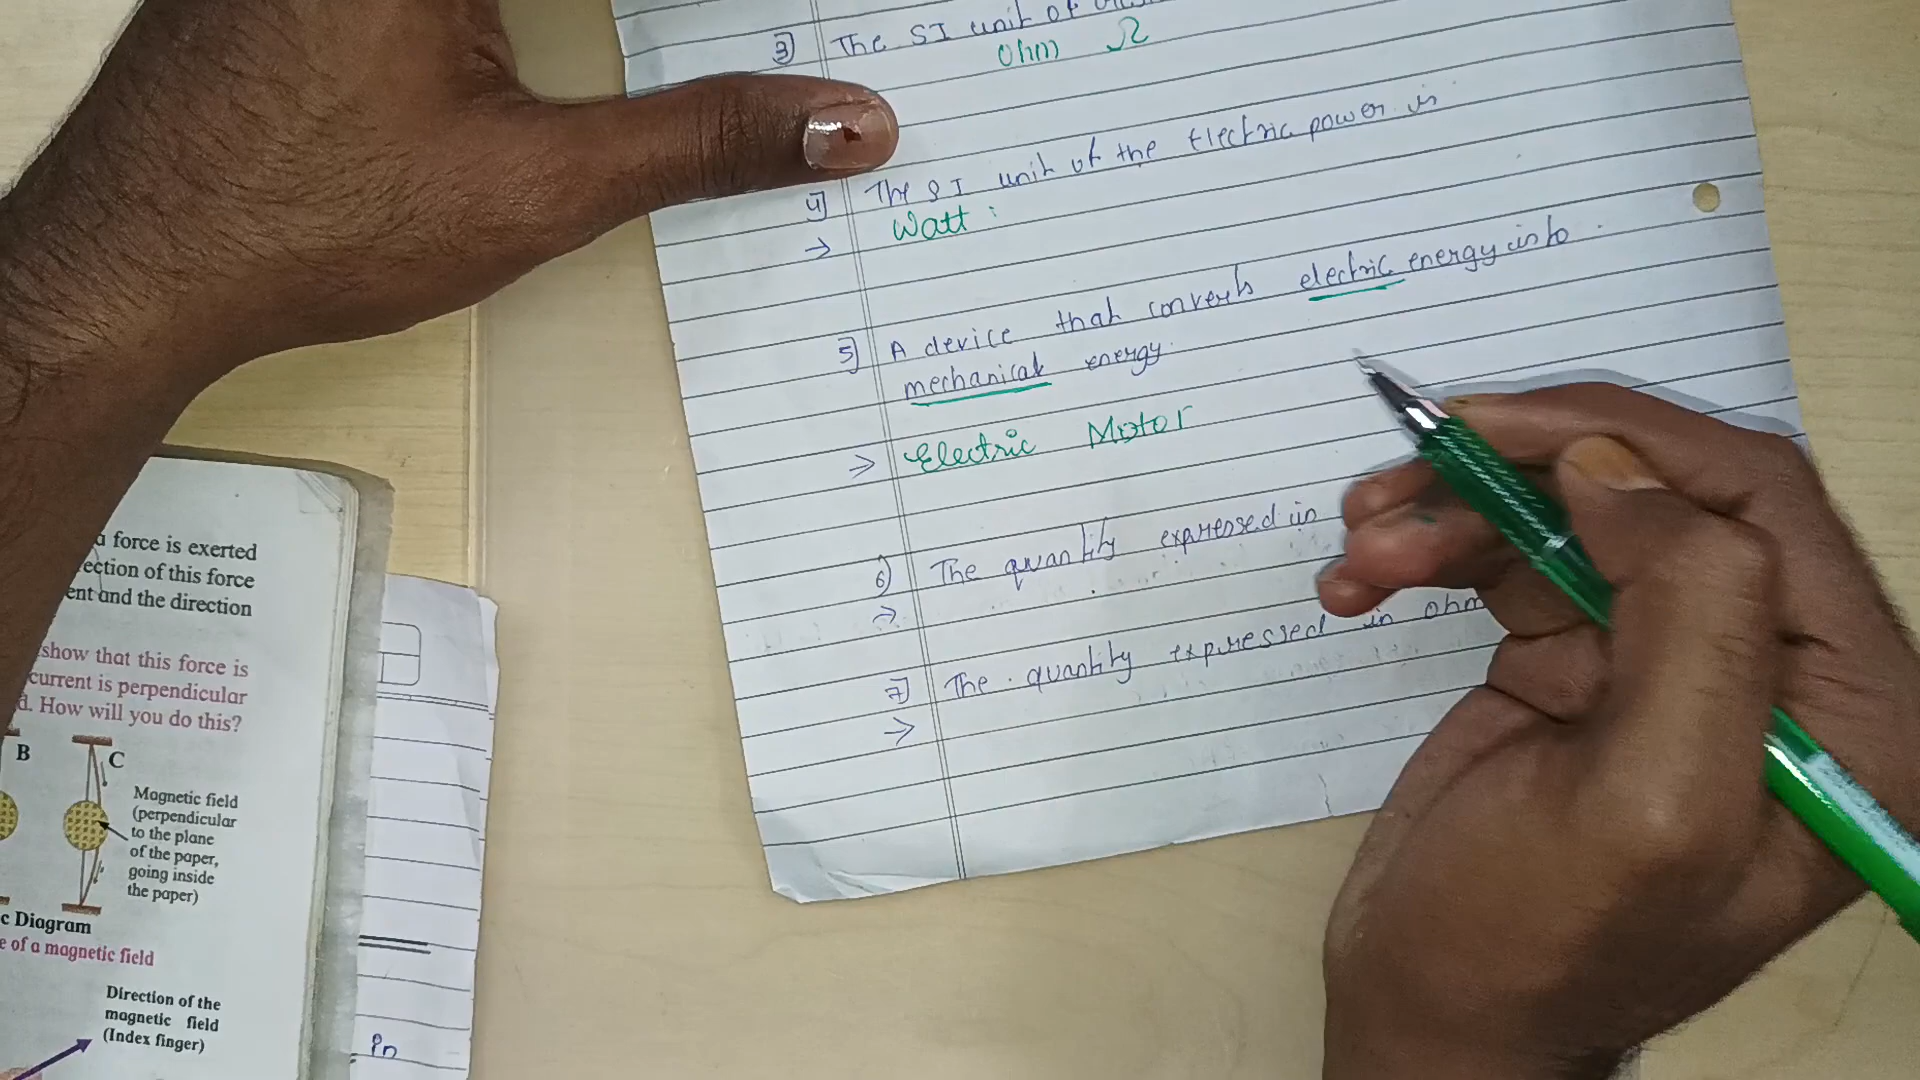 3] The SI unit of
ohm Ω
4] The SI unit of the Electric power is
→ Watt:
5] A device that converts electric energy into
mechanical energy.
⇒ Electric Motor
6) The quantity expressed in
⇒
7] The quantity expressed in ohm
⇒
force is exerted
ection of this force
ent and the direction
show that this force is
current is perpendicular
d. How will you do this?
B C
Magnetic field
(perpendicular
to the plane
of the paper,
going inside
the paper)
c Diagram
e of a magnetic field
Direction of the
magnetic field
(Index finger)